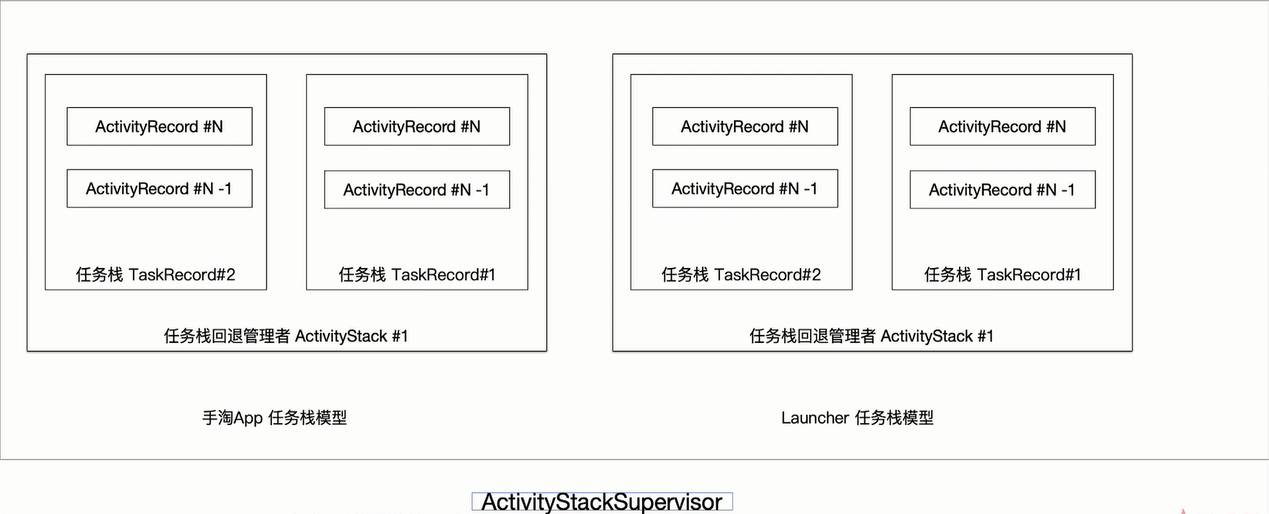 ActivityRecord #N
ActivityRecord #N -1
任务栈 TaskRecord#2
ActivityRecord #N
ActivityRecord #N -1
任务栈 TaskRecord#1
任务栈回退管理者 ActivityStack #1
手淘App 任务栈模型
ActivityRecord #N
ActivityRecord #N -1
任务栈 TaskRecord#2
ActivityRecord #N
ActivityRecord #N -1
任务栈 TaskRecord#1
任务栈回退管理者 ActivityStack #1
Launcher 任务栈模型
ActivityStackSupervisor